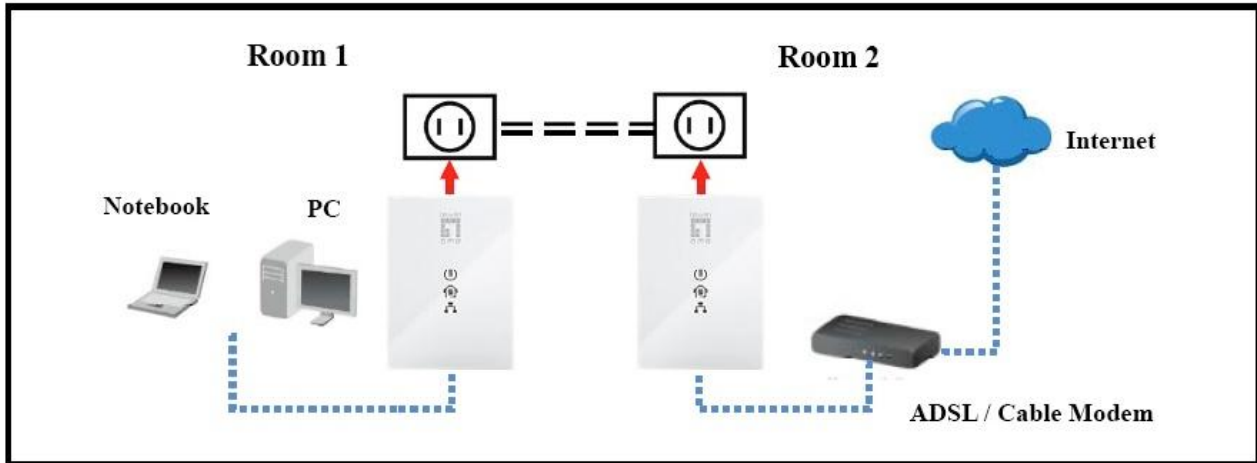 Room 1
Room 2
Internet
Notebook
PC
ADSL / Cable Modem